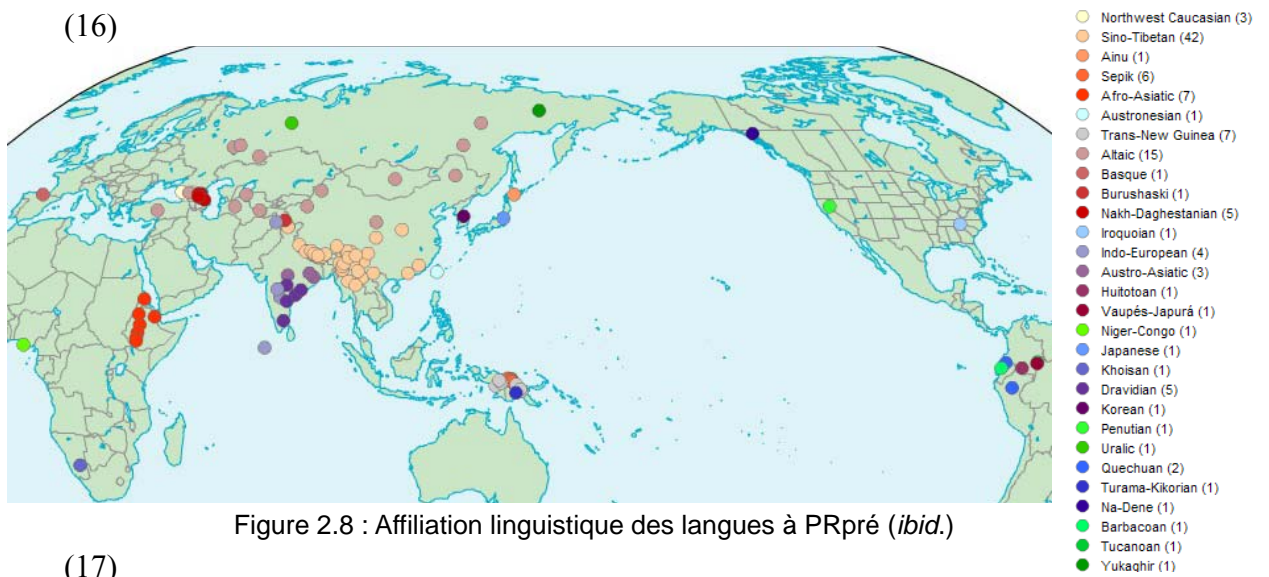 (16)
Northwest Caucasian (3)
Sino-Tibetan (42)
Ainu (1)
Sepik (6)
Afro-Asiatic (7)
Austronesian (1)
Trans-New Guinea (7)
Altaic (15)
Basque (1)
Burushaski (1)
Nakh-Daghestanian (5)
Iroquoian (1)
Indo-European (4)
Austro-Asiatic (3)
Huitotoan (1)
Vaupés-Japurá (1)
Niger-Congo (1)
Japanese (1)
Khoisan (1)
Dravidian (5)
Korean (1)
Penutian (1)
Uralic (1)
Quechuan (2)
Turama-Kikorian (1)
Na-Dene (1)
Barbacoan (1)
Tucanoan (1)
Yukaghir (1)
Figure 2.8 : Affiliation linguistique des langues à PRpré (ibid.)
(17)